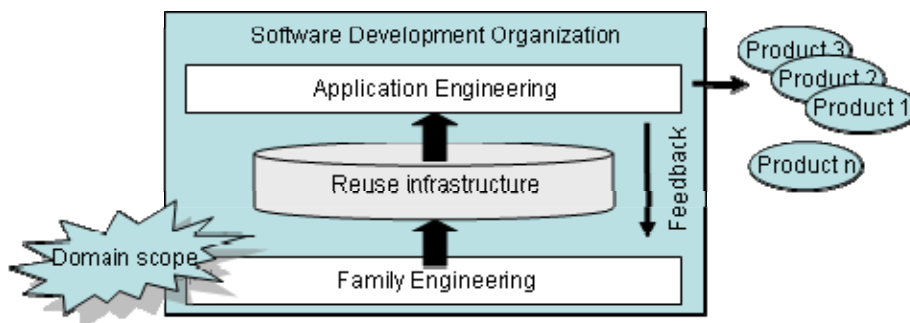 Software Development Organization
Application Engineering
Reuse infrastructure
Family Engineering
Domain scope
Feedback
Product 3
Product 2
Product 1
Product n